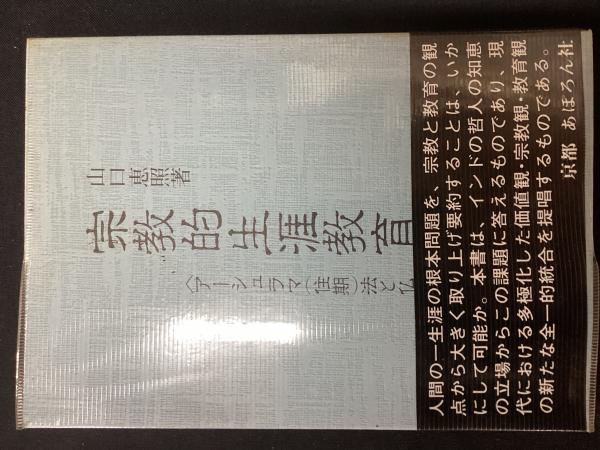 山口恵照著
宗教的生涯教育
〈アーシュラマ(住期)法と仏
人間の一生涯の根本問題を、宗教と教育の観
点から大きく取り上げ要約することは、いか
にして可能か。本書は、インドの哲人の知恵
の立場からこの課題に答えるものであり、現
代における多極化した価値観・宗教観・教育観
の新たな全一的統合を提唱するものである。
京都 あぽろん社